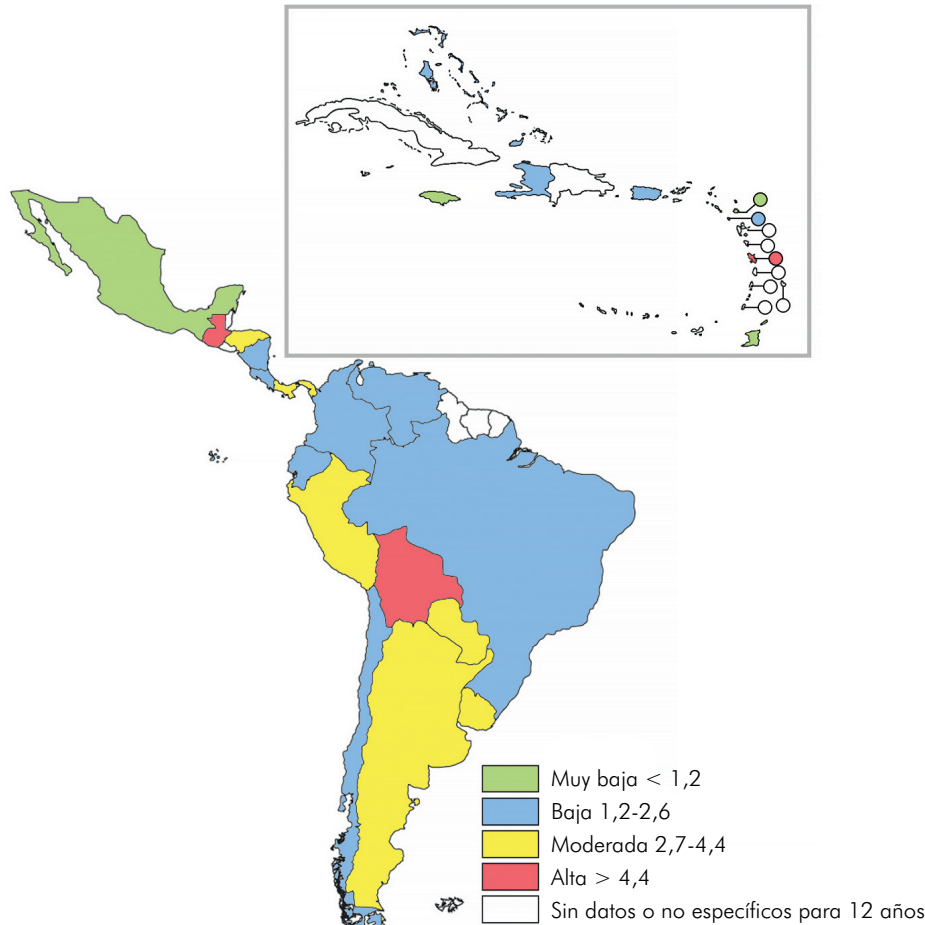 Muy baja < 1,2
Baja 1,2-2,6
Moderada 2,7-4,4
Alta > 4,4
Sin datos o no específicos para 12 años